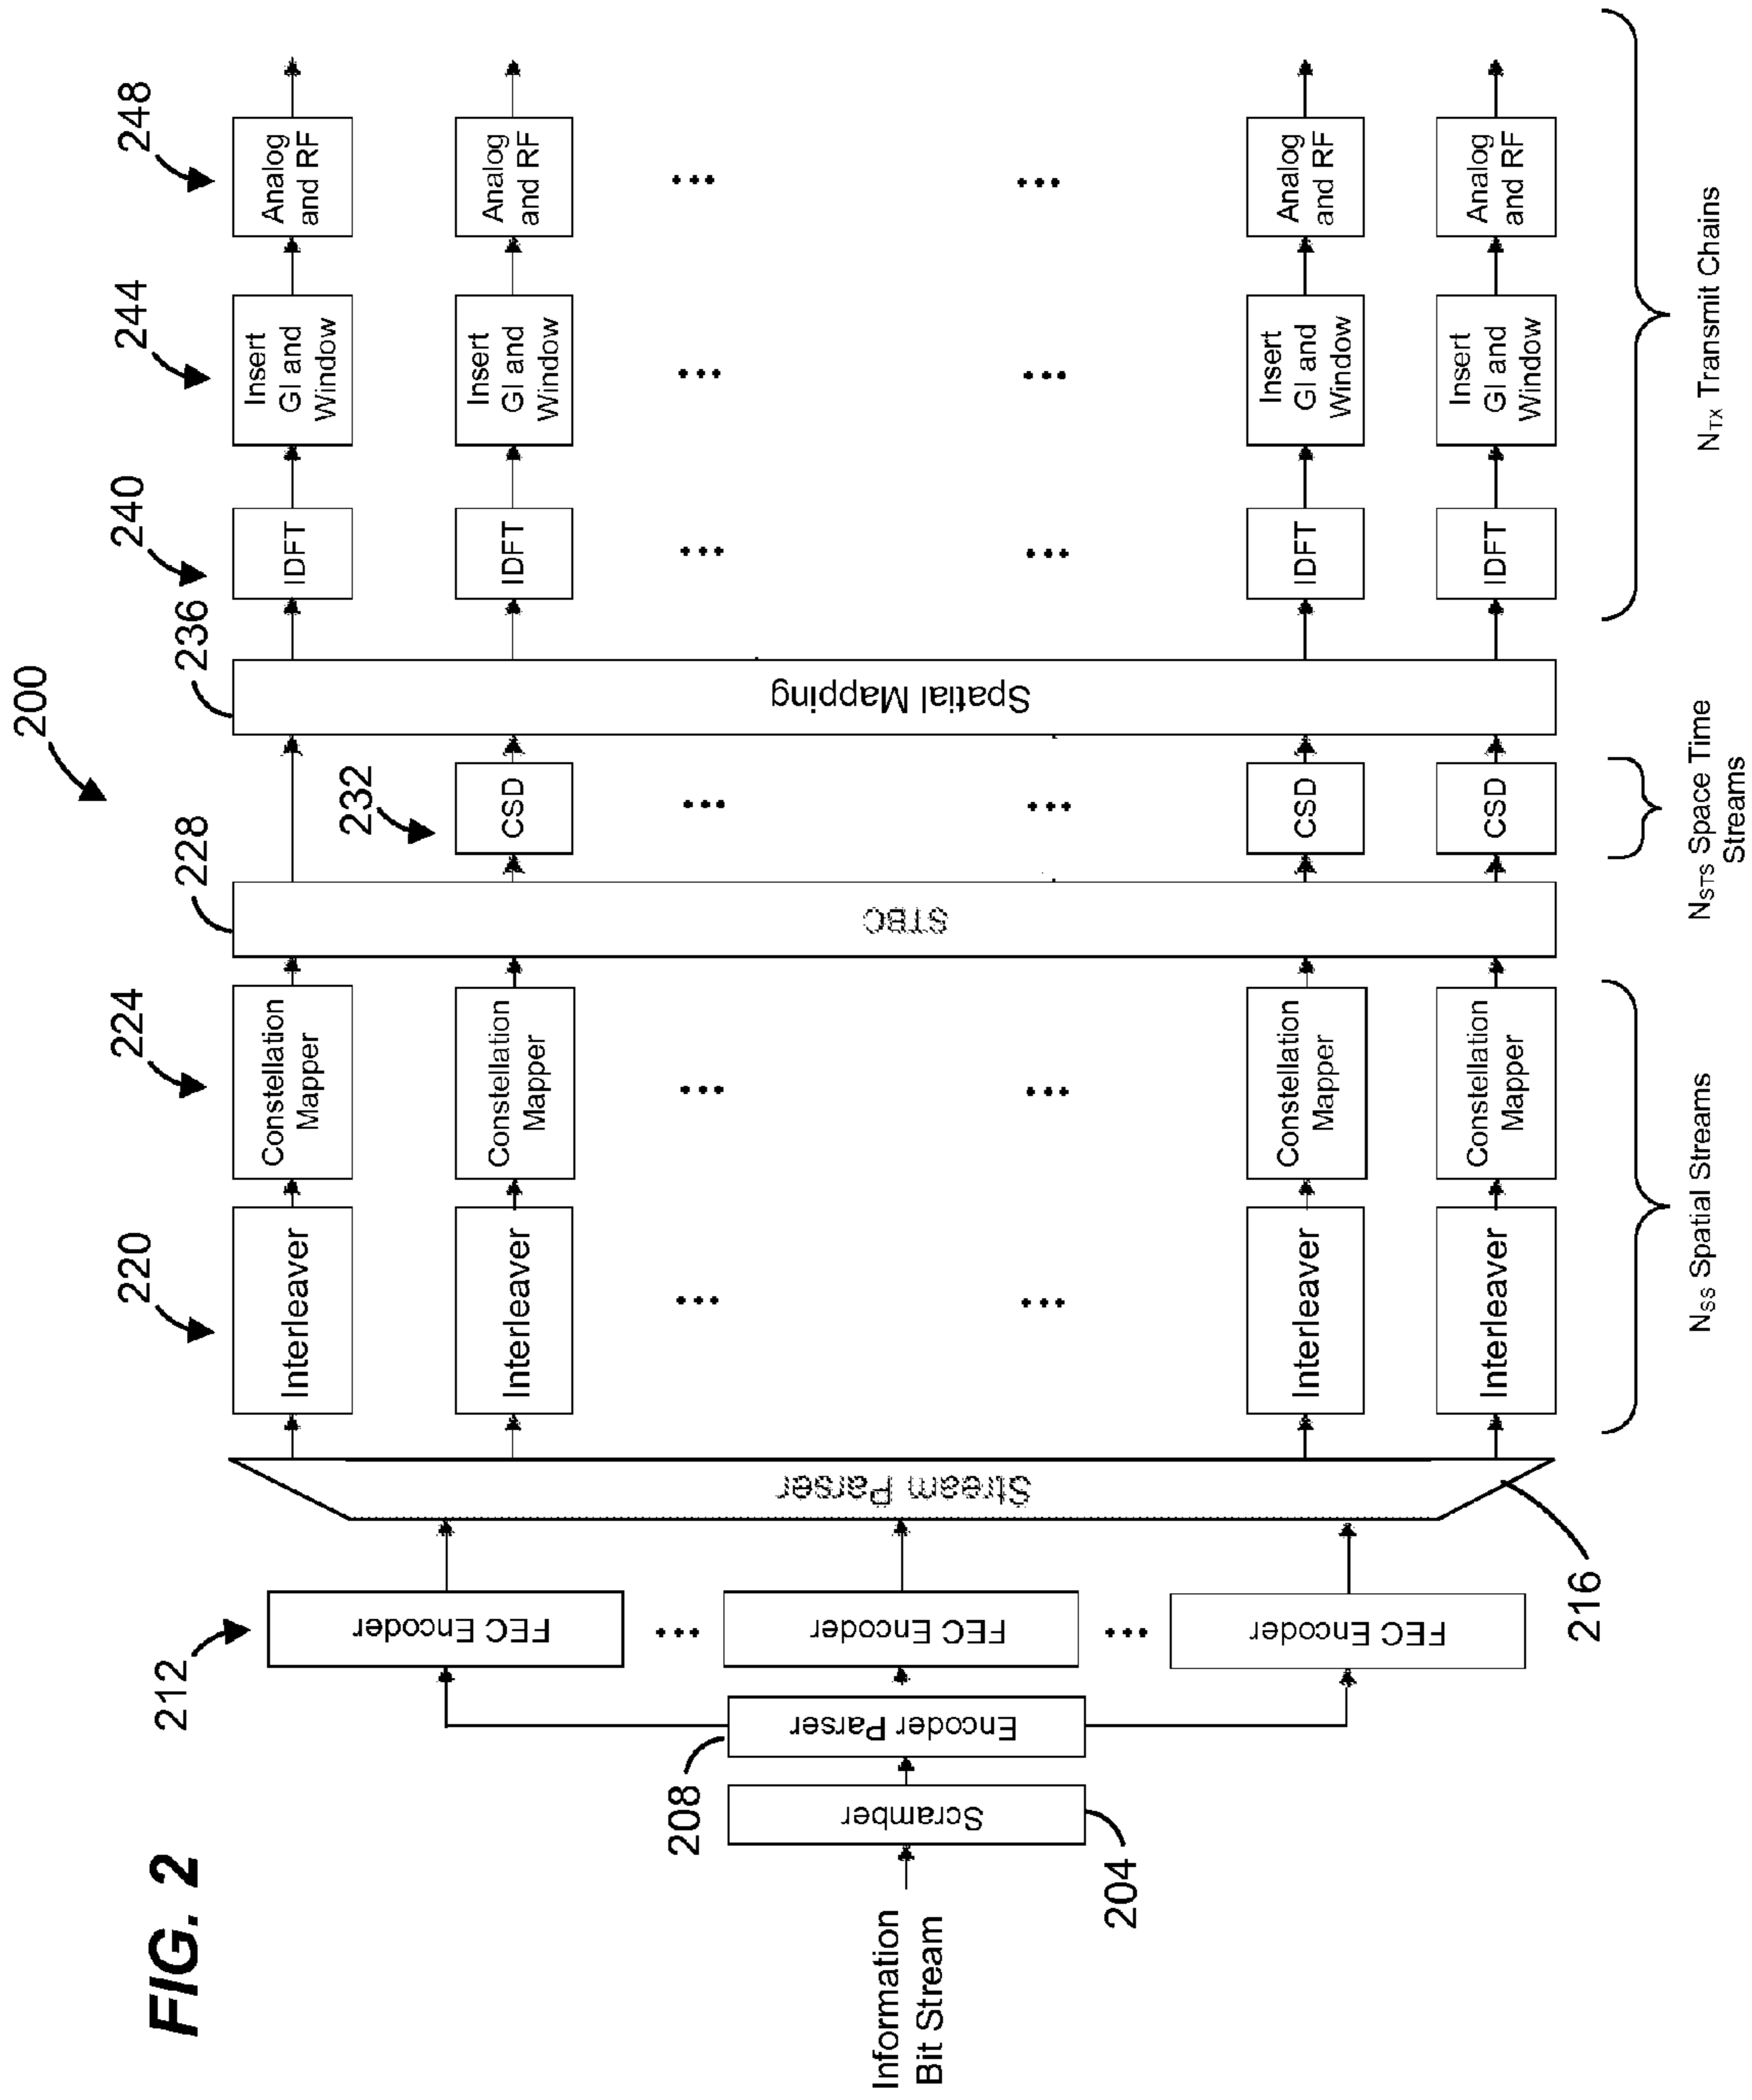 FIG. 2
200
Information
Bit Stream
Scramber
204
Encoder Parser
208
212
FEC Encoder
...
FEC Encoder
...
FEC Encoder
Stream Parser
216
220
Interleaver
Interleaver
...
...
Interleaver
Interleaver
224
Constellation
Mapper
Constellation
Mapper
...
...
Constellation
Mapper
Constellation
Mapper
NSS Spatial Streams
228
STBC
232
CSD
...
...
CSD
CSD
NSTS Space Time
Streams
236
Spatial Mapping
240
IDFT
IDFT
...
...
IDFT
IDFT
244
Insert
GI and
Window
Insert
GI and
Window
...
...
Insert
GI and
Window
Insert
GI and
Window
248
Analog
and RF
Analog
and RF
...
...
Analog
and RF
Analog
and RF
NTX Transmit Chains